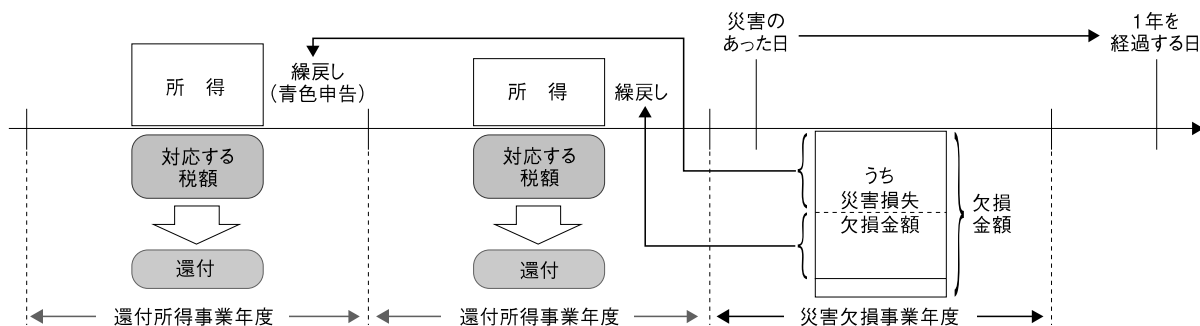 災害の
あった日
1年を
経過する日
所　得
繰戻し
（青色申告）
所　得
繰戻し
対応する
税額
対応する
税額
うち
災害損失
欠損金額
欠損
金額
還付
還付
還付所得事業年度
還付所得事業年度
災害欠損事業年度